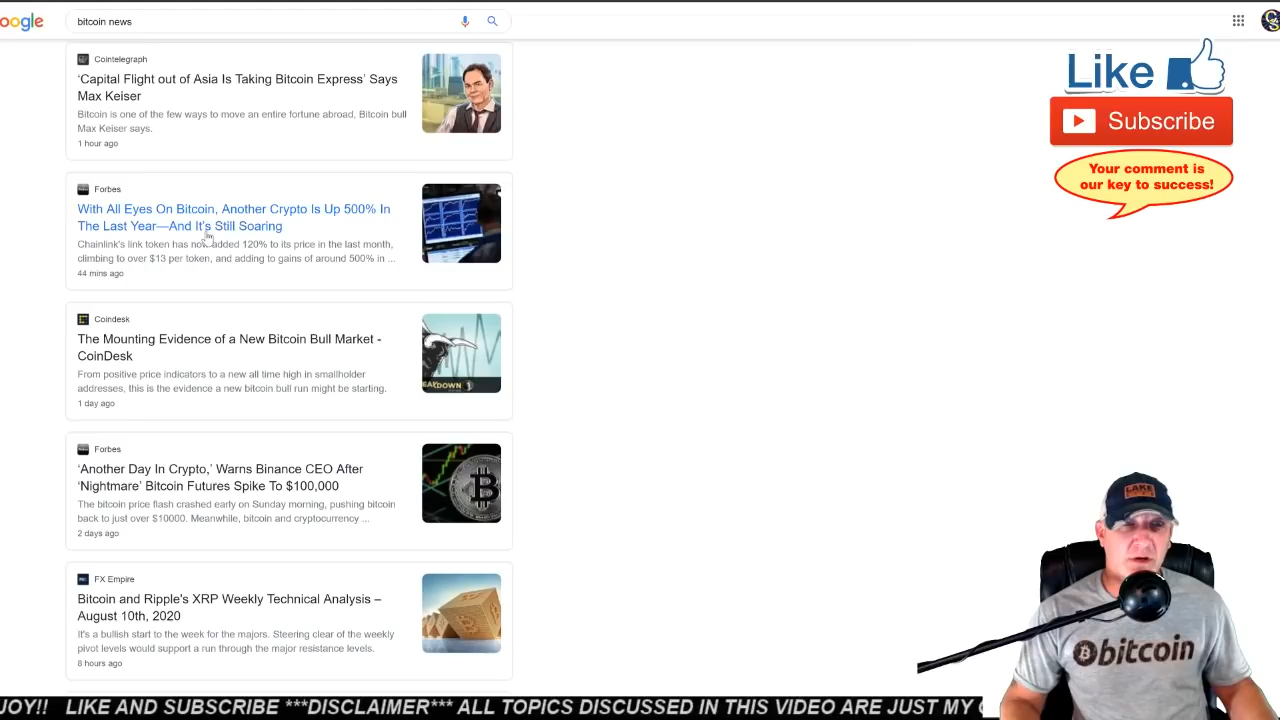 oogle
bitcoin news
Cointelegraph
'Capital Flight out of Asia Is Taking Bitcoin Express' Says
Max Keiser
Bitcoin is one of the few ways to move an entire fortune abroad, Bitcoin bull
Max Keiser says.
1 hour ago
Forbes
With All Eyes On Bitcoin, Another Crypto Is Up 500% In
The Last Year—And It's Still Soaring
Chainlink's link token has now added 120% to its price in the last month,
climbing to over $13 per token, and adding to gains of around 500% in ...
44 mins ago
Coindesk
The Mounting Evidence of a New Bitcoin Bull Market -
CoinDesk
From positive price indicators to a new all time high in smallholder
addresses, this is the evidence a new bitcoin bull run might be starting.
1 day ago
EAKDOWN
Forbes
'Another Day In Crypto,' Warns Binance CEO After
'Nightmare' Bitcoin Futures Spike To $100,000
The bitcoin price flash crashed early on Sunday morning, pushing bitcoin
back to just over $10000. Meanwhile, bitcoin and cryptocurrency ...
2 days ago
FX Empire
Bitcoin and Ripple's XRP Weekly Technical Analysis –
August 10th, 2020
It's a bullish start to the week for the majors. Steering clear of the weekly
pivot levels would support a run through the major resistance levels.
8 hours ago
Like
Subscribe
Your comment is
our key to success!
LAKE
bitcoin
JOY!! LIKE AND SUBSCRIBE ***DISCLAIMER*** ALL TOPICS DISCUSSED IN THIS VIDEO ARE JUST MY